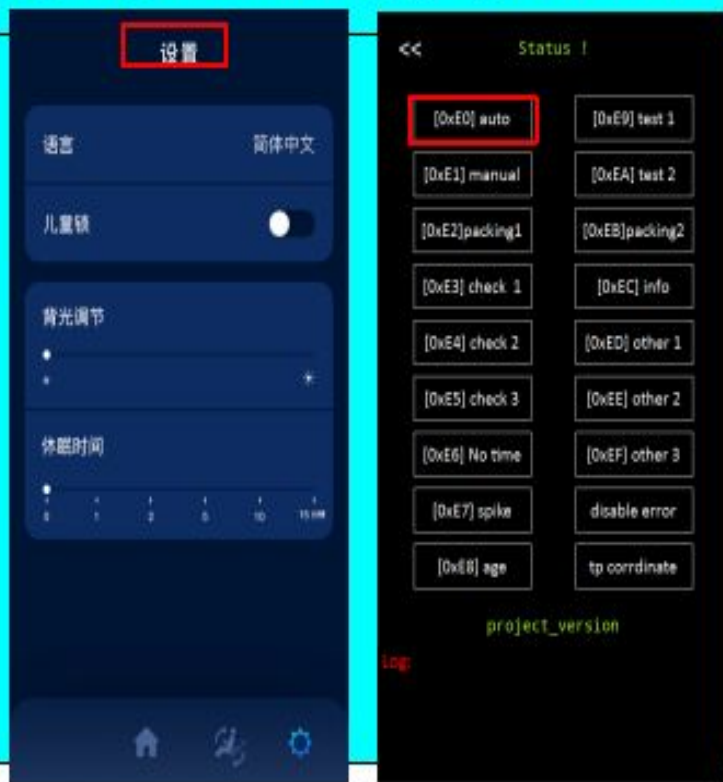 设置
语言 简体中文
儿童锁
背光调节
休眠时间
0 1 2 5 10
<< Status !
[0xE0] auto [0xE9] test 1
[0xE1] manual [0xEA] test 2
[0xE2]packing1 [0xEB]packing2
[0xE3] check 1 [0xEC] info
[0xE4] check 2 [0xED] other 1
[0xE5] check 3 [0xEE] other 2
[0xE6] No time [0xEF] other 3
[0xE7] spike disable error
[0xE8] age tp corrdinate
project_version
log: